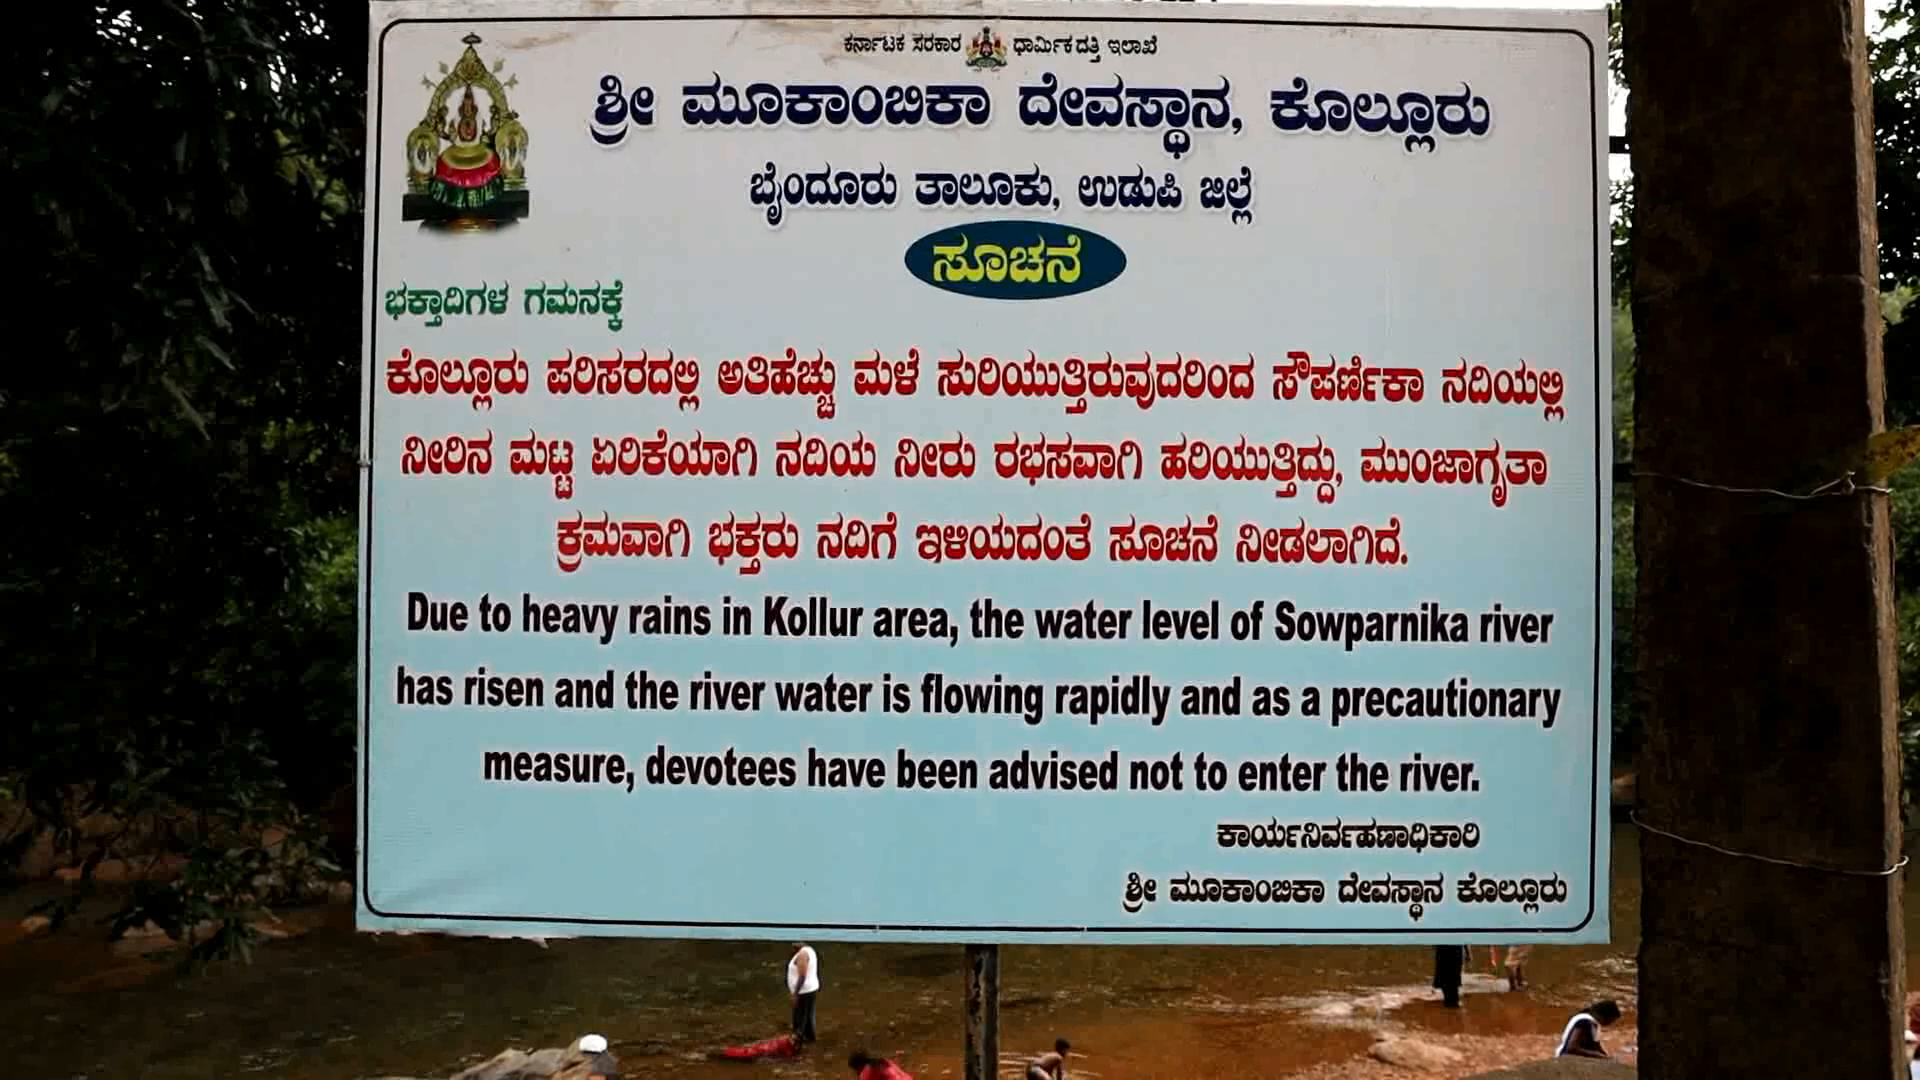 ಕರ್ನಾಟಕ ಸರಕಾರ ಧಾರ್ಮಿಕ ದತ್ತಿ ಇಲಾಖೆ
ಶ್ರೀ ಮೂಕಾಂಬಿಕಾ ದೇವಸ್ಥಾನ, ಕೊಲ್ಲೂರು
ಬೈಂದೂರು ತಾಲೂಕು, ಉಡುಪಿ ಜಿಲ್ಲೆ
ಸೂಚನೆ
ಭಕ್ತಾದಿಗಳ ಗಮನಕ್ಕೆ
ಕೊಲ್ಲೂರು ಪರಿಸರದಲ್ಲಿ ಅತಿಹೆಚ್ಚು ಮಳೆ ಸುರಿಯುತ್ತಿರುವುದರಿಂದ ಸೌಪರ್ಣಿಕಾ ನದಿಯಲ್ಲಿ
ನೀರಿನ ಮಟ್ಟ ಏರಿಕೆಯಾಗಿ ನದಿಯ ನೀರು ರಭಸವಾಗಿ ಹರಿಯುತ್ತಿದ್ದು, ಮುಂಜಾಗೃತಾ
ಕ್ರಮವಾಗಿ ಭಕ್ತರು ನದಿಗೆ ಇಳಿಯದಂತೆ ಸೂಚನೆ ನೀಡಲಾಗಿದೆ.
Due to heavy rains in Kollur area, the water level of Sowparnika river
has risen and the river water is flowing rapidly and as a precautionary
measure, devotees have been advised not to enter the river.
ಕಾರ್ಯನಿರ್ವಹಣಾಧಿಕಾರಿ
ಶ್ರೀ ಮೂಕಾಂಬಿಕಾ ದೇವಸ್ಥಾನ ಕೊಲ್ಲೂರು